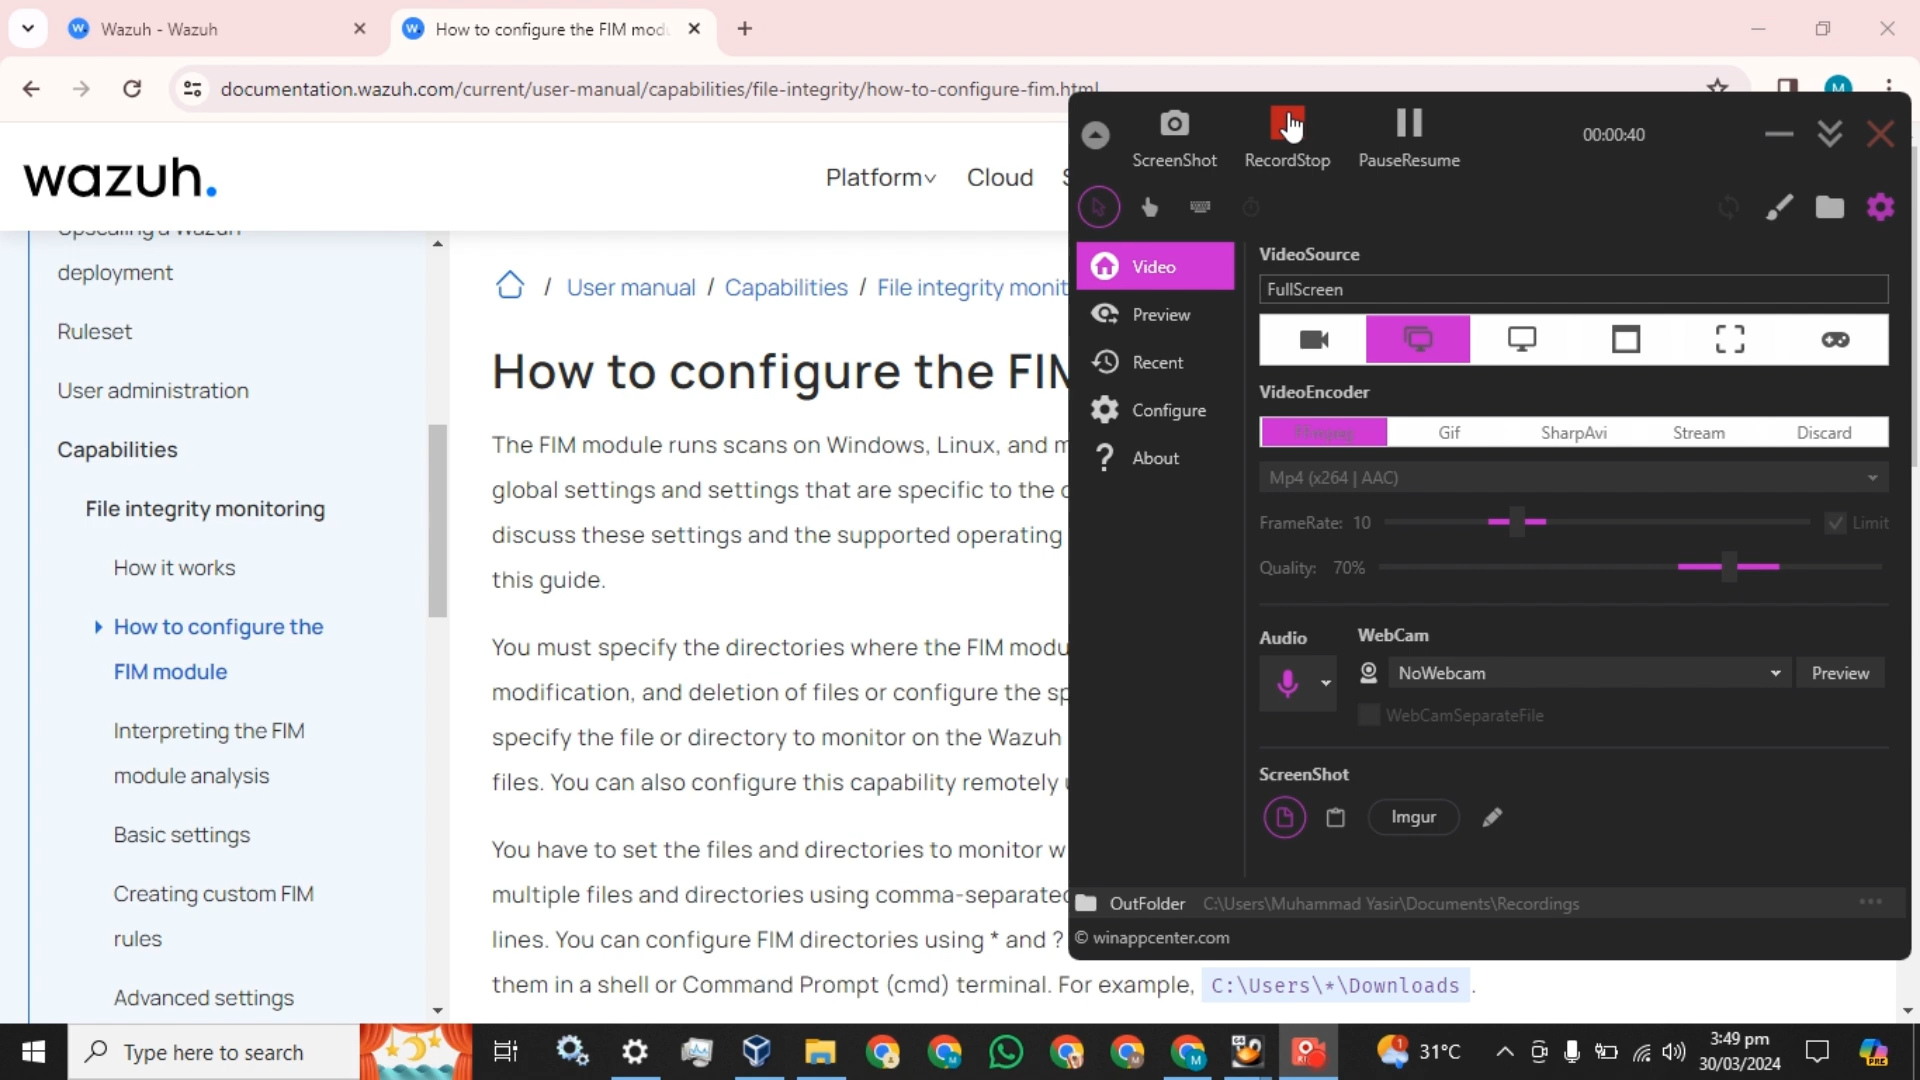 Wazuh - Wazuh
How to configure the FIM mod
documentation.wazuh.com/current/user-manual/capabilities/file-integrity/how-to-configure-fim.html
M
wazuh.
Platform
Cloud
deployment
Ruleset
User administration
Capabilities
File integrity monitoring
How it works
How to configure the
FIM module
Interpreting the FIM
module analysis
Basic settings
Creating custom FIM
rules
Advanced settings
/ User manual / Capabilities / File integrity monit
How to configure the FIM
The FIM module runs scans on Windows, Linux, and m
global settings and settings that are specific to the
discuss these settings and the supported operating
this guide.
You must specify the directories where the FIM modu
modification, and deletion of files or configure the sp
specify the file or directory to monitor on the Wazuh
files. You can also configure this capability remotely
You have to set the files and directories to monitor w
multiple files and directories using comma-separated
lines. You can configure FIM directories using * and ?
them in a shell or Command Prompt (cmd) terminal. For example, C:\Users\*\Downloads .
ScreenShot
RecordStop
PauseResume
00:00:40
Video
Preview
Recent
Configure
? About
VideoSource
FullScreen
VideoEncoder
Gif
SharpAvi
Stream
Discard
Mp4 (x264 | AAC)
FrameRate: 10
Limit
Quality: 70%
Audio
WebCam
NoWebcam
Preview
WebCamSeparateFile
ScreenShot
Imgur
OutFolder C:\Users\Muhammad Yasir\Documents\Recordings
© winappcenter.com
Type here to search
31°C
3:49 pm
30/03/2024